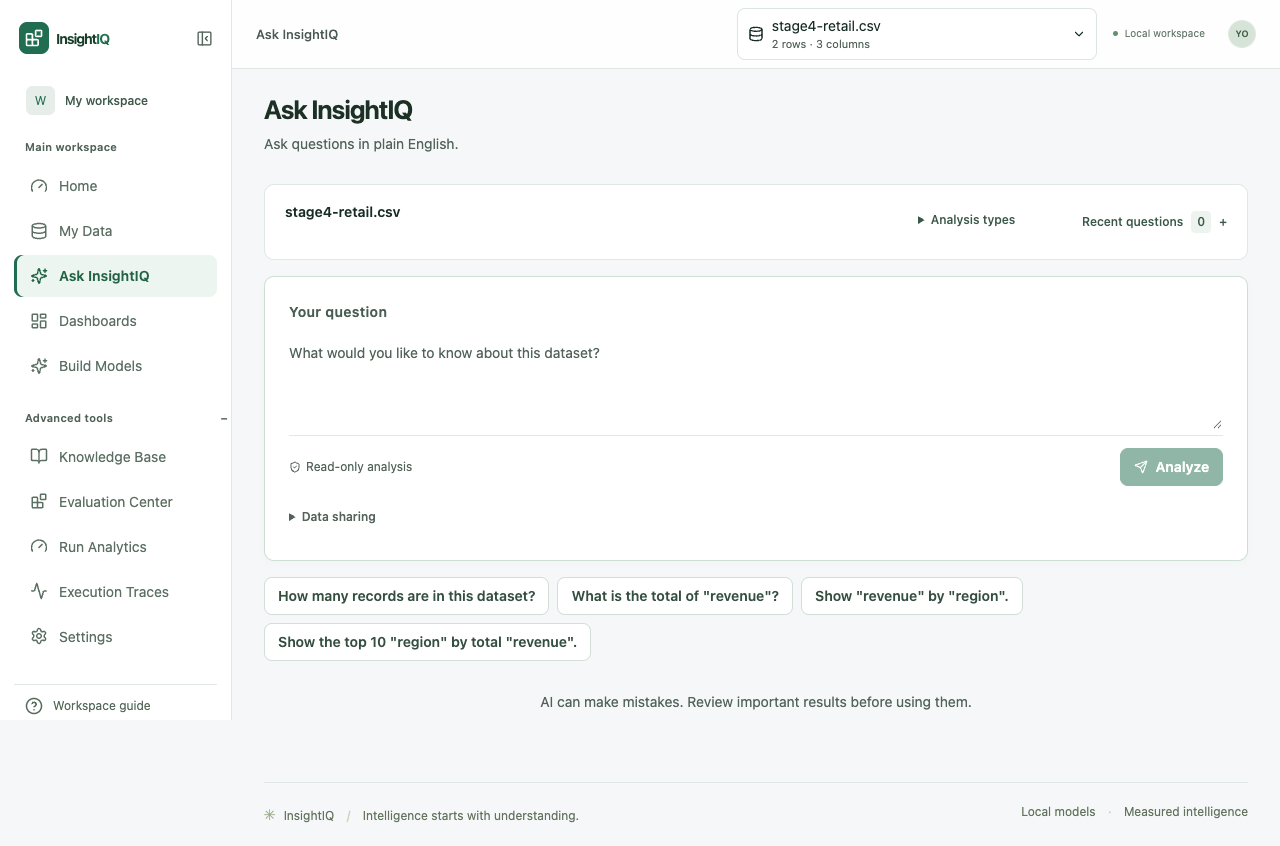 InsightIQ
Ask InsightIQ
stage4-retail.csv
2 rows · 3 columns
Local workspace
YO
W
My workspace
Main workspace
Home
My Data
Ask InsightIQ
Dashboards
Build Models
Advanced tools
−
Knowledge Base
Evaluation Center
Run Analytics
Execution Traces
Settings
Workspace guide
Ask InsightIQ
Ask questions in plain English.
stage4-retail.csv
Analysis types
Recent questions 0 +
Your question
What would you like to know about this dataset?
Read-only analysis
Analyze
Data sharing
How many records are in this dataset?
What is the total of "revenue"?
Show "revenue" by "region".
Show the top 10 "region" by total "revenue".
AI can make mistakes. Review important results before using them.
InsightIQ / Intelligence starts with understanding.
Local models · Measured intelligence